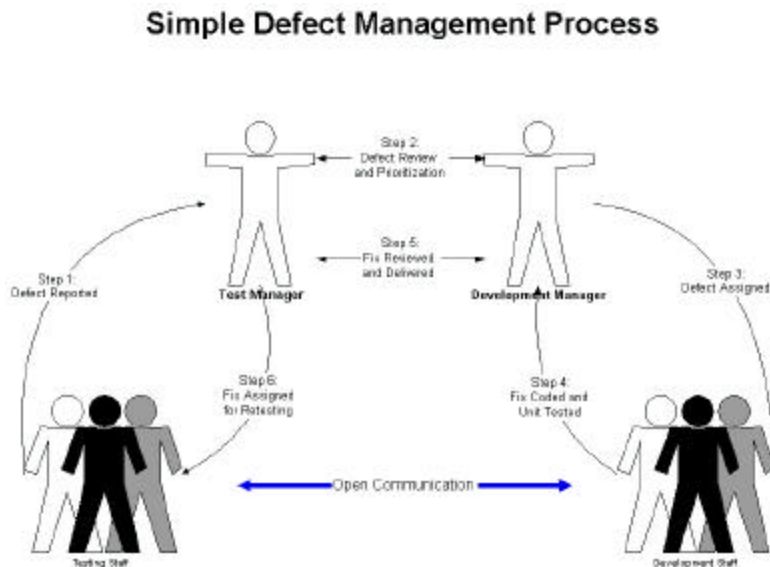 Simple Defect Management Process
Step 2:
Defect Review
and Prioritization
Step 5:
Fix Reviewed
and Delivered
Step 1:
Defect Reported
Test Manager
Development Manager
Step 3:
Defect Assigned
Step 6:
Fix Assigned
for Retesting
Step 4:
Fix Coded and
Unit Tested
Open Communication
Testing Staff
Development Staff